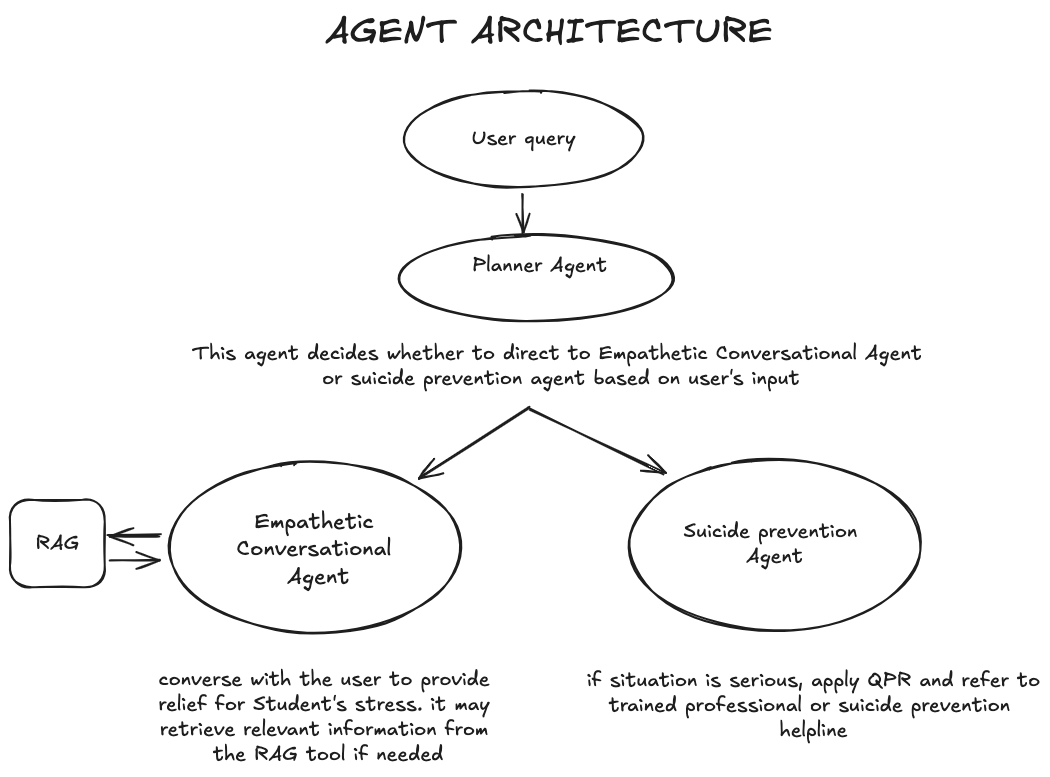 AGENT ARCHITECTURE
User query
Planner Agent
This agent decides whether to direct to Empathetic Conversational Agent
or suicide prevention agent based on user's input
RAG
Empathetic
Conversational
Agent
Suicide prevention
Agent
converse with the user to provide
relief for Student's stress. it may
retrieve relevant information from
the RAG tool if needed
if situation is serious, apply QPR and refer to
trained professional or suicide prevention
helpline